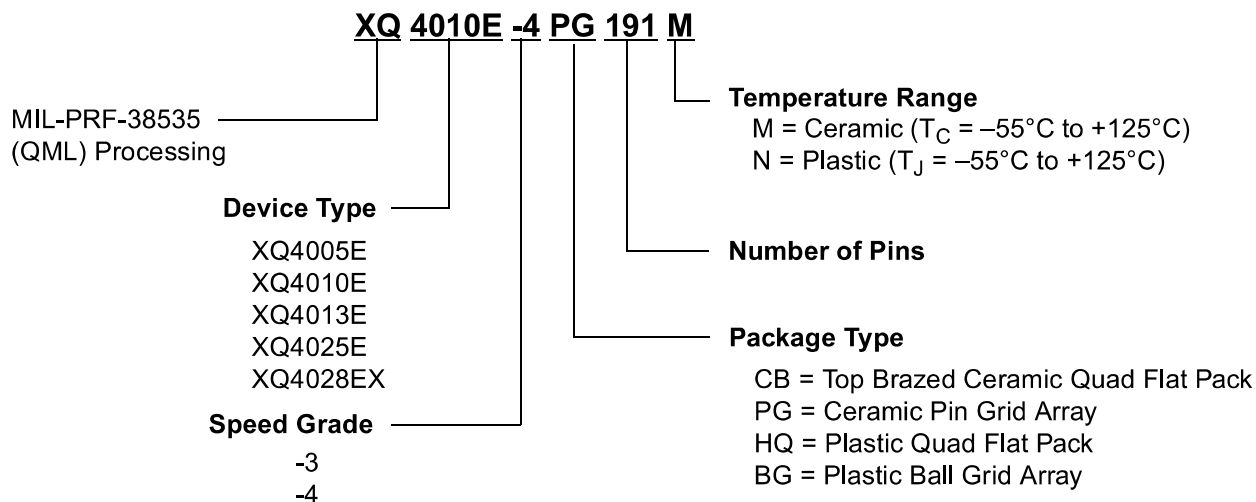 XQ 4010E -4 PG 191 M
MIL-PRF-38535
(QML) Processing
Device Type
XQ4005E
XQ4010E
XQ4013E
XQ4025E
XQ4028EX
Speed Grade
-3
-4
Temperature Range
M = Ceramic (TC = –55°C to +125°C)
N = Plastic (TJ = –55°C to +125°C)
Number of Pins
Package Type
CB = Top Brazed Ceramic Quad Flat Pack
PG = Ceramic Pin Grid Array
HQ = Plastic Quad Flat Pack
BG = Plastic Ball Grid Array